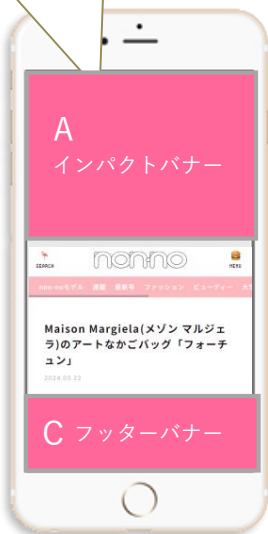 A
インパクトバナー
non-no
SEARCH
MENU
non-noモデル 連載 最新号 ファッション ビューティー
Maison Margiela(メゾン マルジェ
ラ)のアートなかごバッグ「フォーチ
ュン」
2024.03.22
C フッターバナー